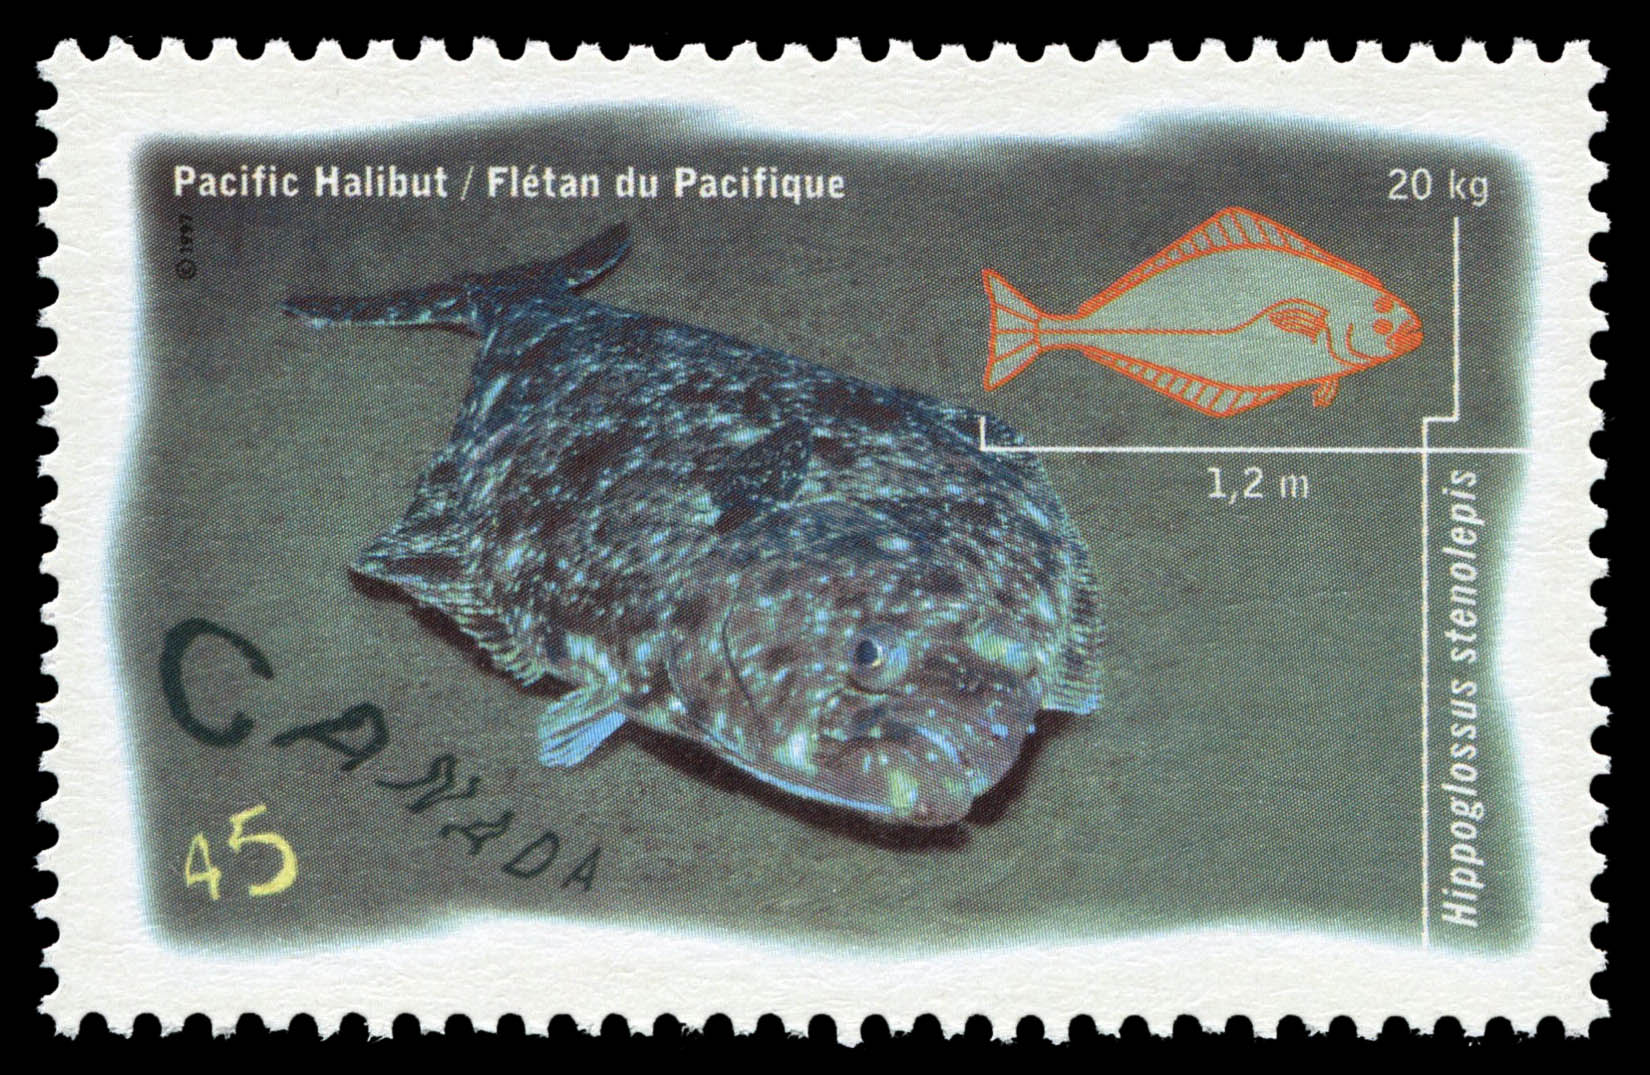 Pacific Halibut / Flétan du Pacifique
20 kg
© 1997
1,2 m
Hippoglossus stenolepis
CANADA
45